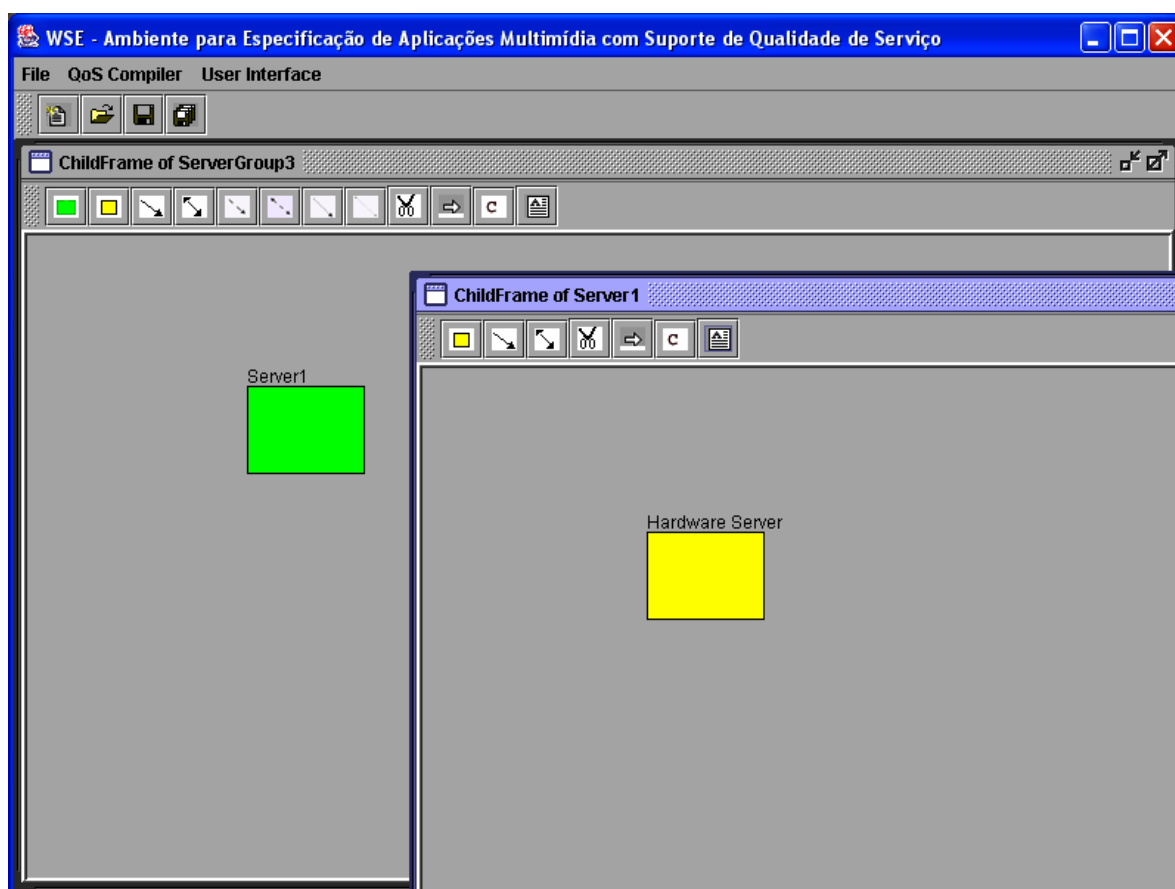 WSE - Ambiente para Especificação de Aplicações Multimídia com Suporte de Qualidade de Serviço
File QoS Compiler User Interface
ChildFrame of ServerGroup3
ChildFrame of Server1
C
C
Server1
Hardware Server